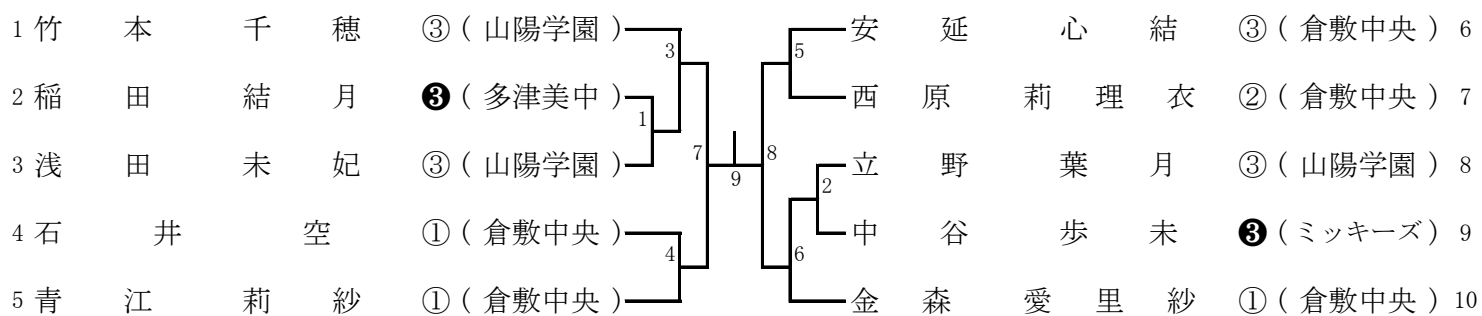 1 竹本千穂 ③ ( 山陽学園 ) 安延心結 ③ ( 倉敷中央 ) 6
3 5
2 稲田結月 ❸ ( 多津美中 ) 西原莉理衣 ② ( 倉敷中央 ) 7
1
3 浅田未妃 ③ ( 山陽学園 ) 7 8 立野葉月 ③ ( 山陽学園 ) 8
9 2
4 石井空 ① ( 倉敷中央 ) 中谷歩未 ❸ ( ミッキーズ ) 9
4 6
5 青江莉紗 ① ( 倉敷中央 ) 金森愛里紗 ① ( 倉敷中央 ) 10